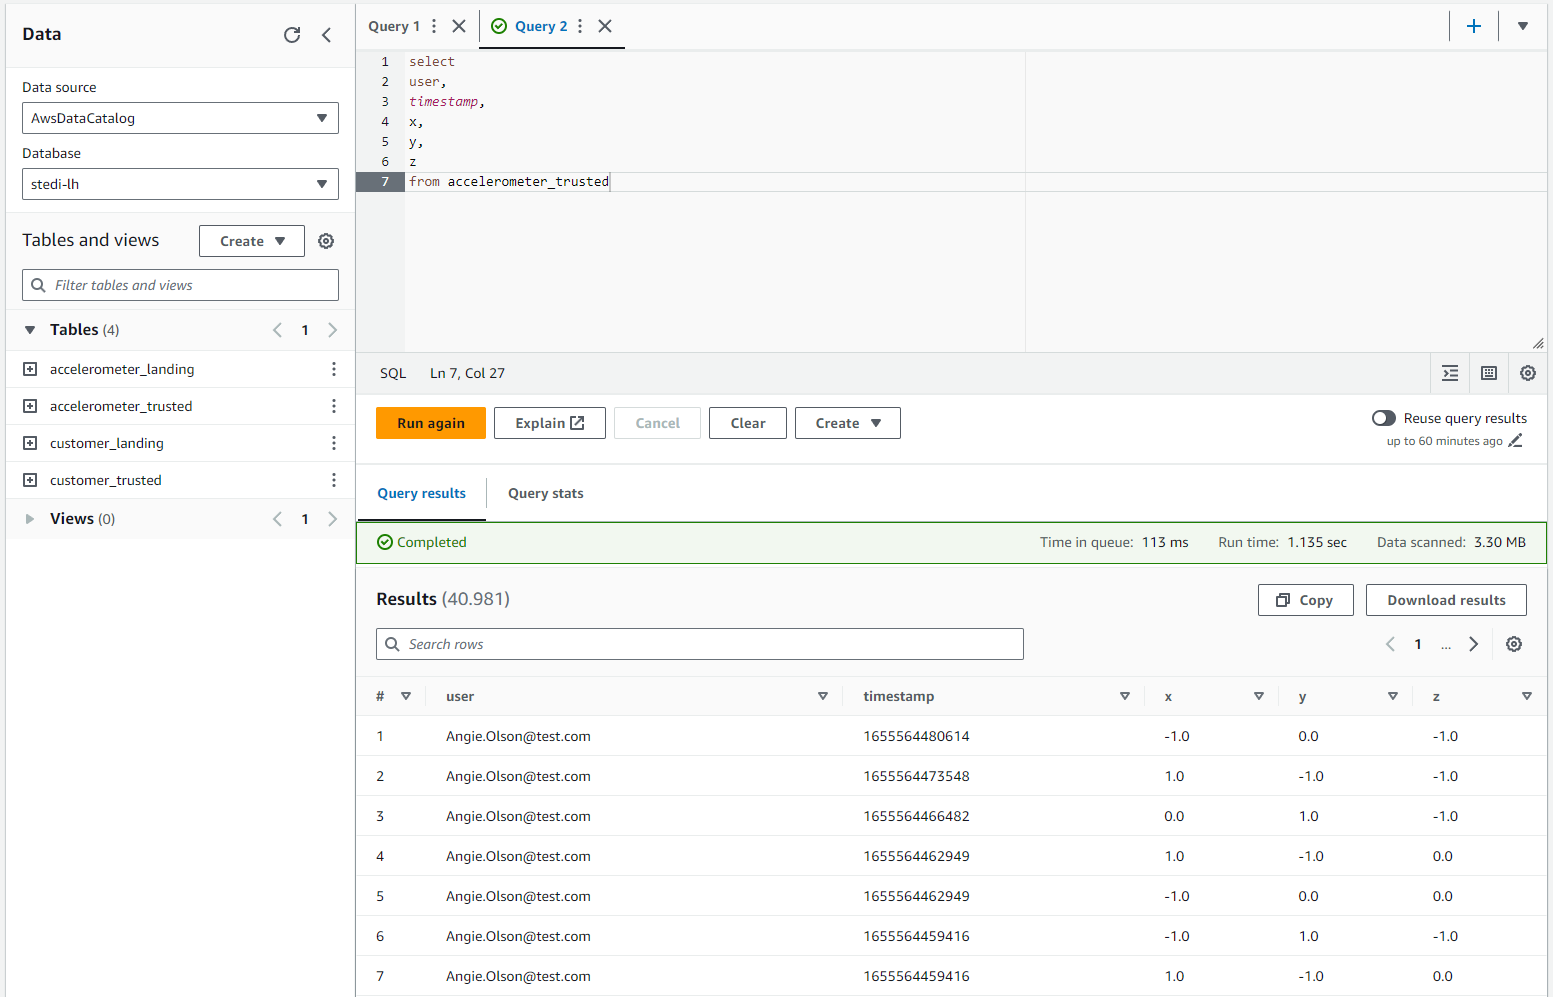 Data
Data source
AwsDataCatalog
Database
stedi-lh
Tables and views
Create
Filter tables and views
Tables (4)
1
accelerometer_landing
accelerometer_trusted
customer_landing
customer_trusted
Views (0)
1
Query 1
Query 2
1 select
2 user,
3 timestamp,
4 x,
5 y,
6 z
7 from accelerometer_trusted
SQL Ln 7, Col 27
Run again Explain Cancel Clear Create
Reuse query results
up to 60 minutes ago
Query results Query stats
Completed Time in queue: 113 ms Run time: 1.135 sec Data scanned: 3.30 MB
Results (40.981) Copy Download results
Search rows 1 ...
# user timestamp x y z
1 Angie.Olson@test.com 1655564480614 -1.0 0.0 -1.0
2 Angie.Olson@test.com 1655564473548 1.0 -1.0 -1.0
3 Angie.Olson@test.com 1655564466482 0.0 1.0 -1.0
4 Angie.Olson@test.com 1655564462949 1.0 -1.0 0.0
5 Angie.Olson@test.com 1655564462949 -1.0 0.0 0.0
6 Angie.Olson@test.com 1655564459416 -1.0 1.0 -1.0
7 Angie.Olson@test.com 1655564459416 1.0 -1.0 0.0